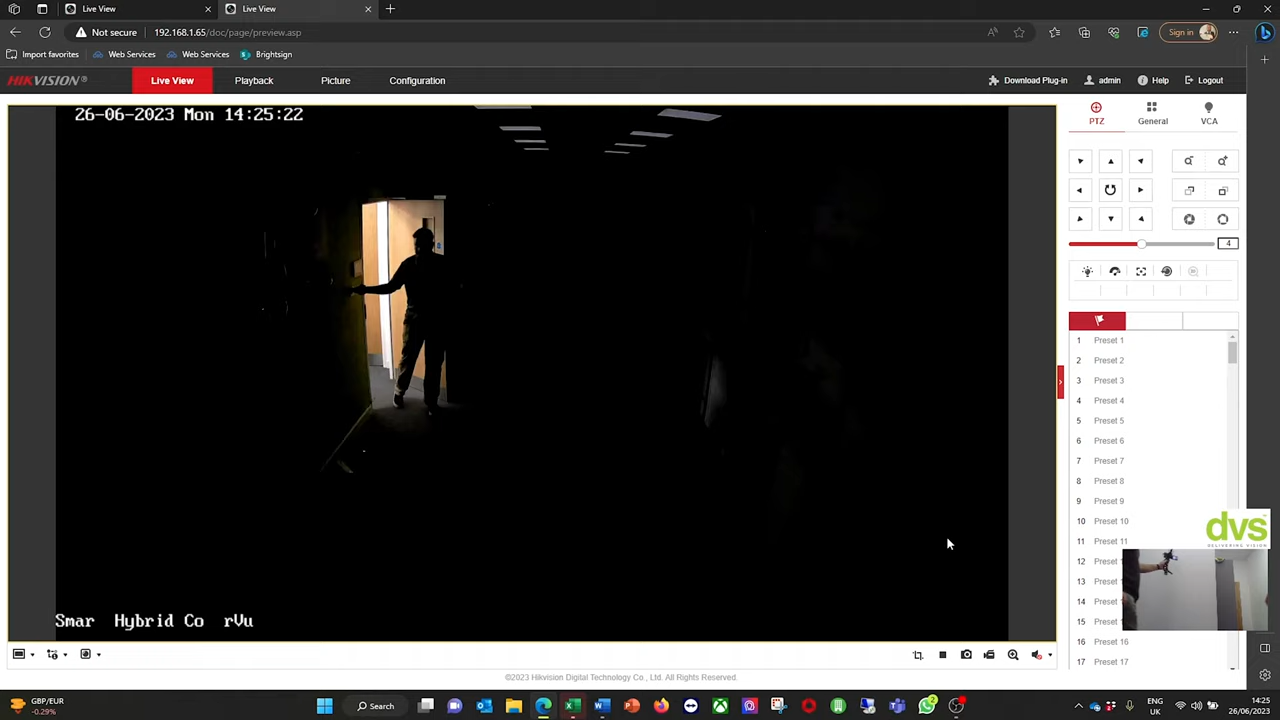 Live View
Live View
Not secure
192.168.1.65/doc/page/preview.asp
Sign in
Import favorites
Web Services
Web Services
Brightsign
HIKVISION®
Live View
Playback
Picture
Configuration
Download Plug-in
admin
Help
Logout
26-06-2023 Mon 14:25:22
PTZ
General
VCA
4
1 Preset 1
2 Preset 2
3 Preset 3
4 Preset 4
5 Preset 5
6 Preset 6
7 Preset 7
8 Preset 8
9 Preset 9
10 Preset 10
11 Preset 11
12 Preset 1
13 Preset
14 Preset
15 Preset
16 Preset 16
17 Preset 17
dvs
DELIVERING VISION
Smar Hybrid Co rVu
©2023 Hikvision Digital Technology Co., Ltd. All Rights Reserved.
GBP/EUR
-0.29%
Search
2
ENG
UK
14:25
26/06/2023